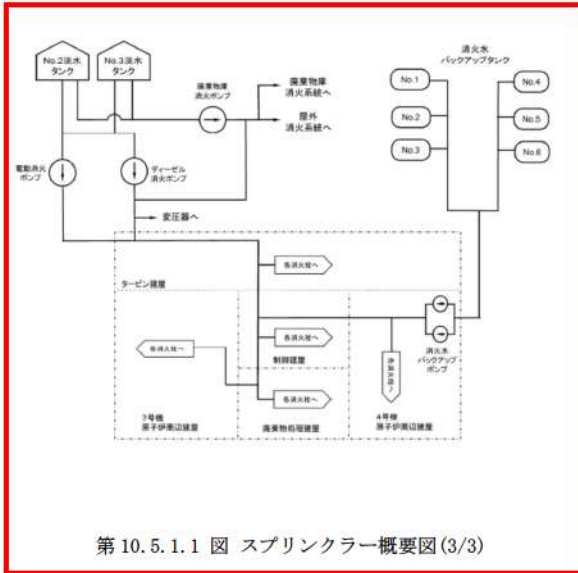 No.2淡水
タンク
No.3淡水
タンク
廃棄物庫
消火ポンプ
廃棄物庫
消火系統へ
屋外
消火系統へ
消火水
バックアップタンク
No.1
No.4
No.2
No.5
No.3
No.6
電動消火
ポンプ
ディーゼル
消火ポンプ
変圧器へ
各消火栓へ
タービン建屋
各消火栓へ
制御建屋
各消火栓へ
各消火栓へ
各消火栓へ
消火水
バックアップ
ポンプ
3号機
原子炉周辺建屋
廃棄物処理建屋
4号機
原子炉周辺建屋
第 10.5.1.1 図 スプリンクラー概要図(3/3)